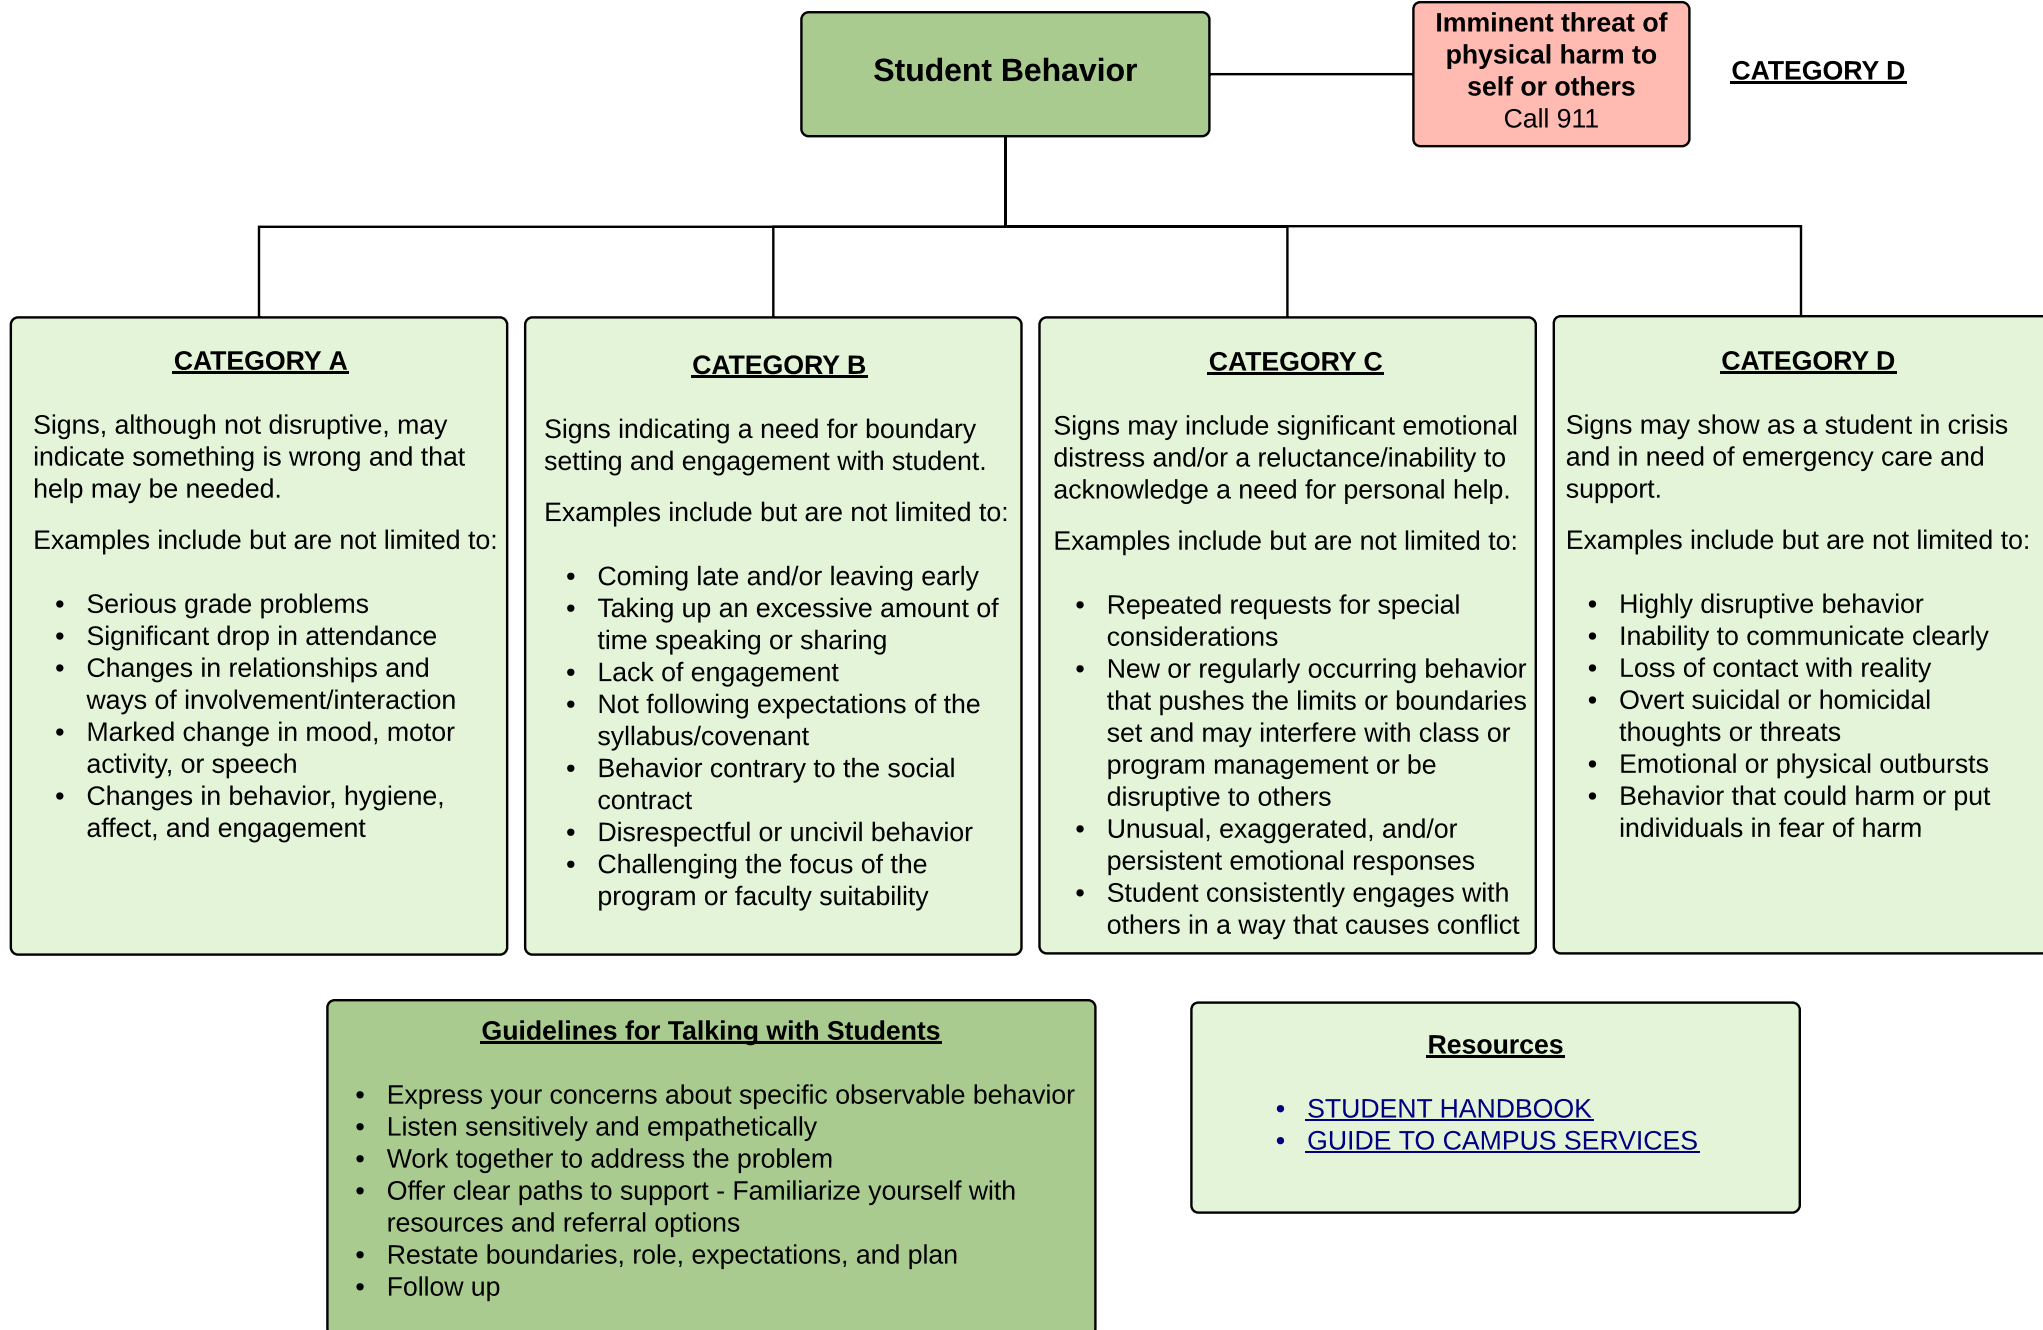 Student Behavior
Imminent threat of
physical harm to
self or others
Call 911
CATEGORY D
CATEGORY A
Signs, although not disruptive, may
indicate something is wrong and that
help may be needed.
Examples include but are not limited to:
• Serious grade problems
• Significant drop in attendance
• Changes in relationships and
ways of involvement/interaction
• Marked change in mood, motor
activity, or speech
• Changes in behavior, hygiene,
affect, and engagement
CATEGORY B
Signs indicating a need for boundary
setting and engagement with student.
Examples include but are not limited to:
• Coming late and/or leaving early
• Taking up an excessive amount of
time speaking or sharing
• Lack of engagement
• Not following expectations of the
syllabus/covenant
• Behavior contrary to the social
contract
• Disrespectful or uncivil behavior
• Challenging the focus of the
program or faculty suitability
CATEGORY C
Signs may include significant emotional
distress and/or a reluctance/inability to
acknowledge a need for personal help.
Examples include but are not limited to:
• Repeated requests for special
considerations
• New or regularly occurring behavior
that pushes the limits or boundaries
set and may interfere with class or
program management or be
disruptive to others
• Unusual, exaggerated, and/or
persistent emotional responses
• Student consistently engages with
others in a way that causes conflict
CATEGORY D
Signs may show as a student in crisis
and in need of emergency care and
support.
Examples include but are not limited to:
• Highly disruptive behavior
• Inability to communicate clearly
• Loss of contact with reality
• Overt suicidal or homicidal
thoughts or threats
• Emotional or physical outbursts
• Behavior that could harm or put
individuals in fear of harm
Guidelines for Talking with Students
• Express your concerns about specific observable behavior
• Listen sensitively and empathetically
• Work together to address the problem
• Offer clear paths to support - Familiarize yourself with
resources and referral options
• Restate boundaries, role, expectations, and plan
• Follow up
Resources
• STUDENT HANDBOOK
• GUIDE TO CAMPUS SERVICES